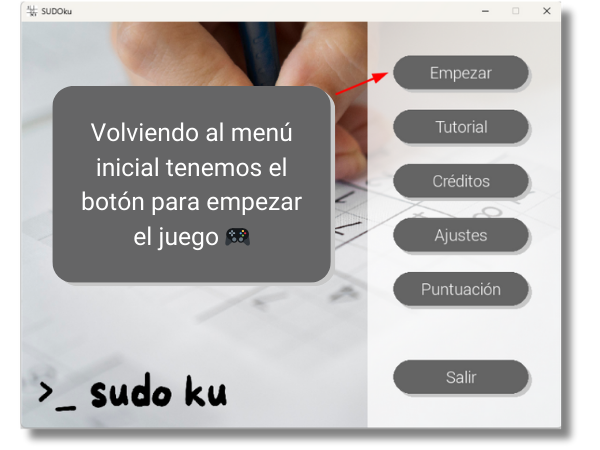 SUDOku
Volviendo al menú
inicial tenemos el
botón para empezar
el juego 🎮
Empezar
Tutorial
Créditos
Ajustes
Puntuación
Salir
>_ sudo ku